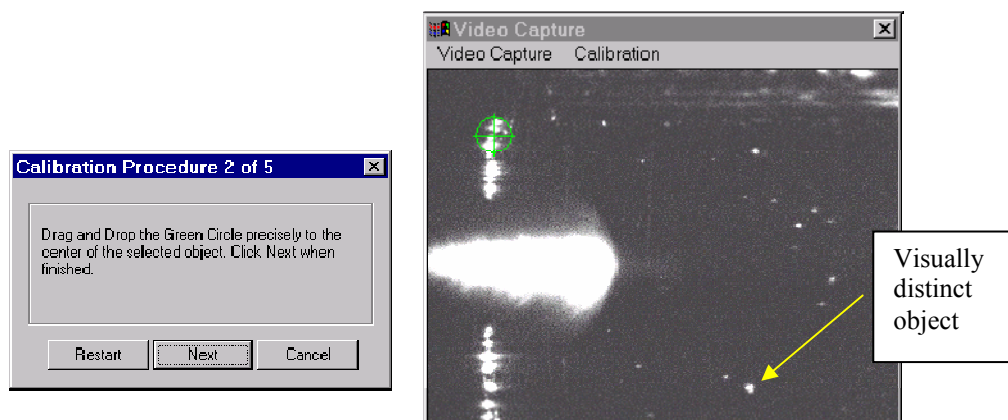 Calibration Procedure 2 of 5
Drag and Drop the Green Circle precisely to the
center of the selected object. Click Next when
finished.
Restart
Next
Cancel
Video Capture
Video Capture Calibration
Visually
distinct
object